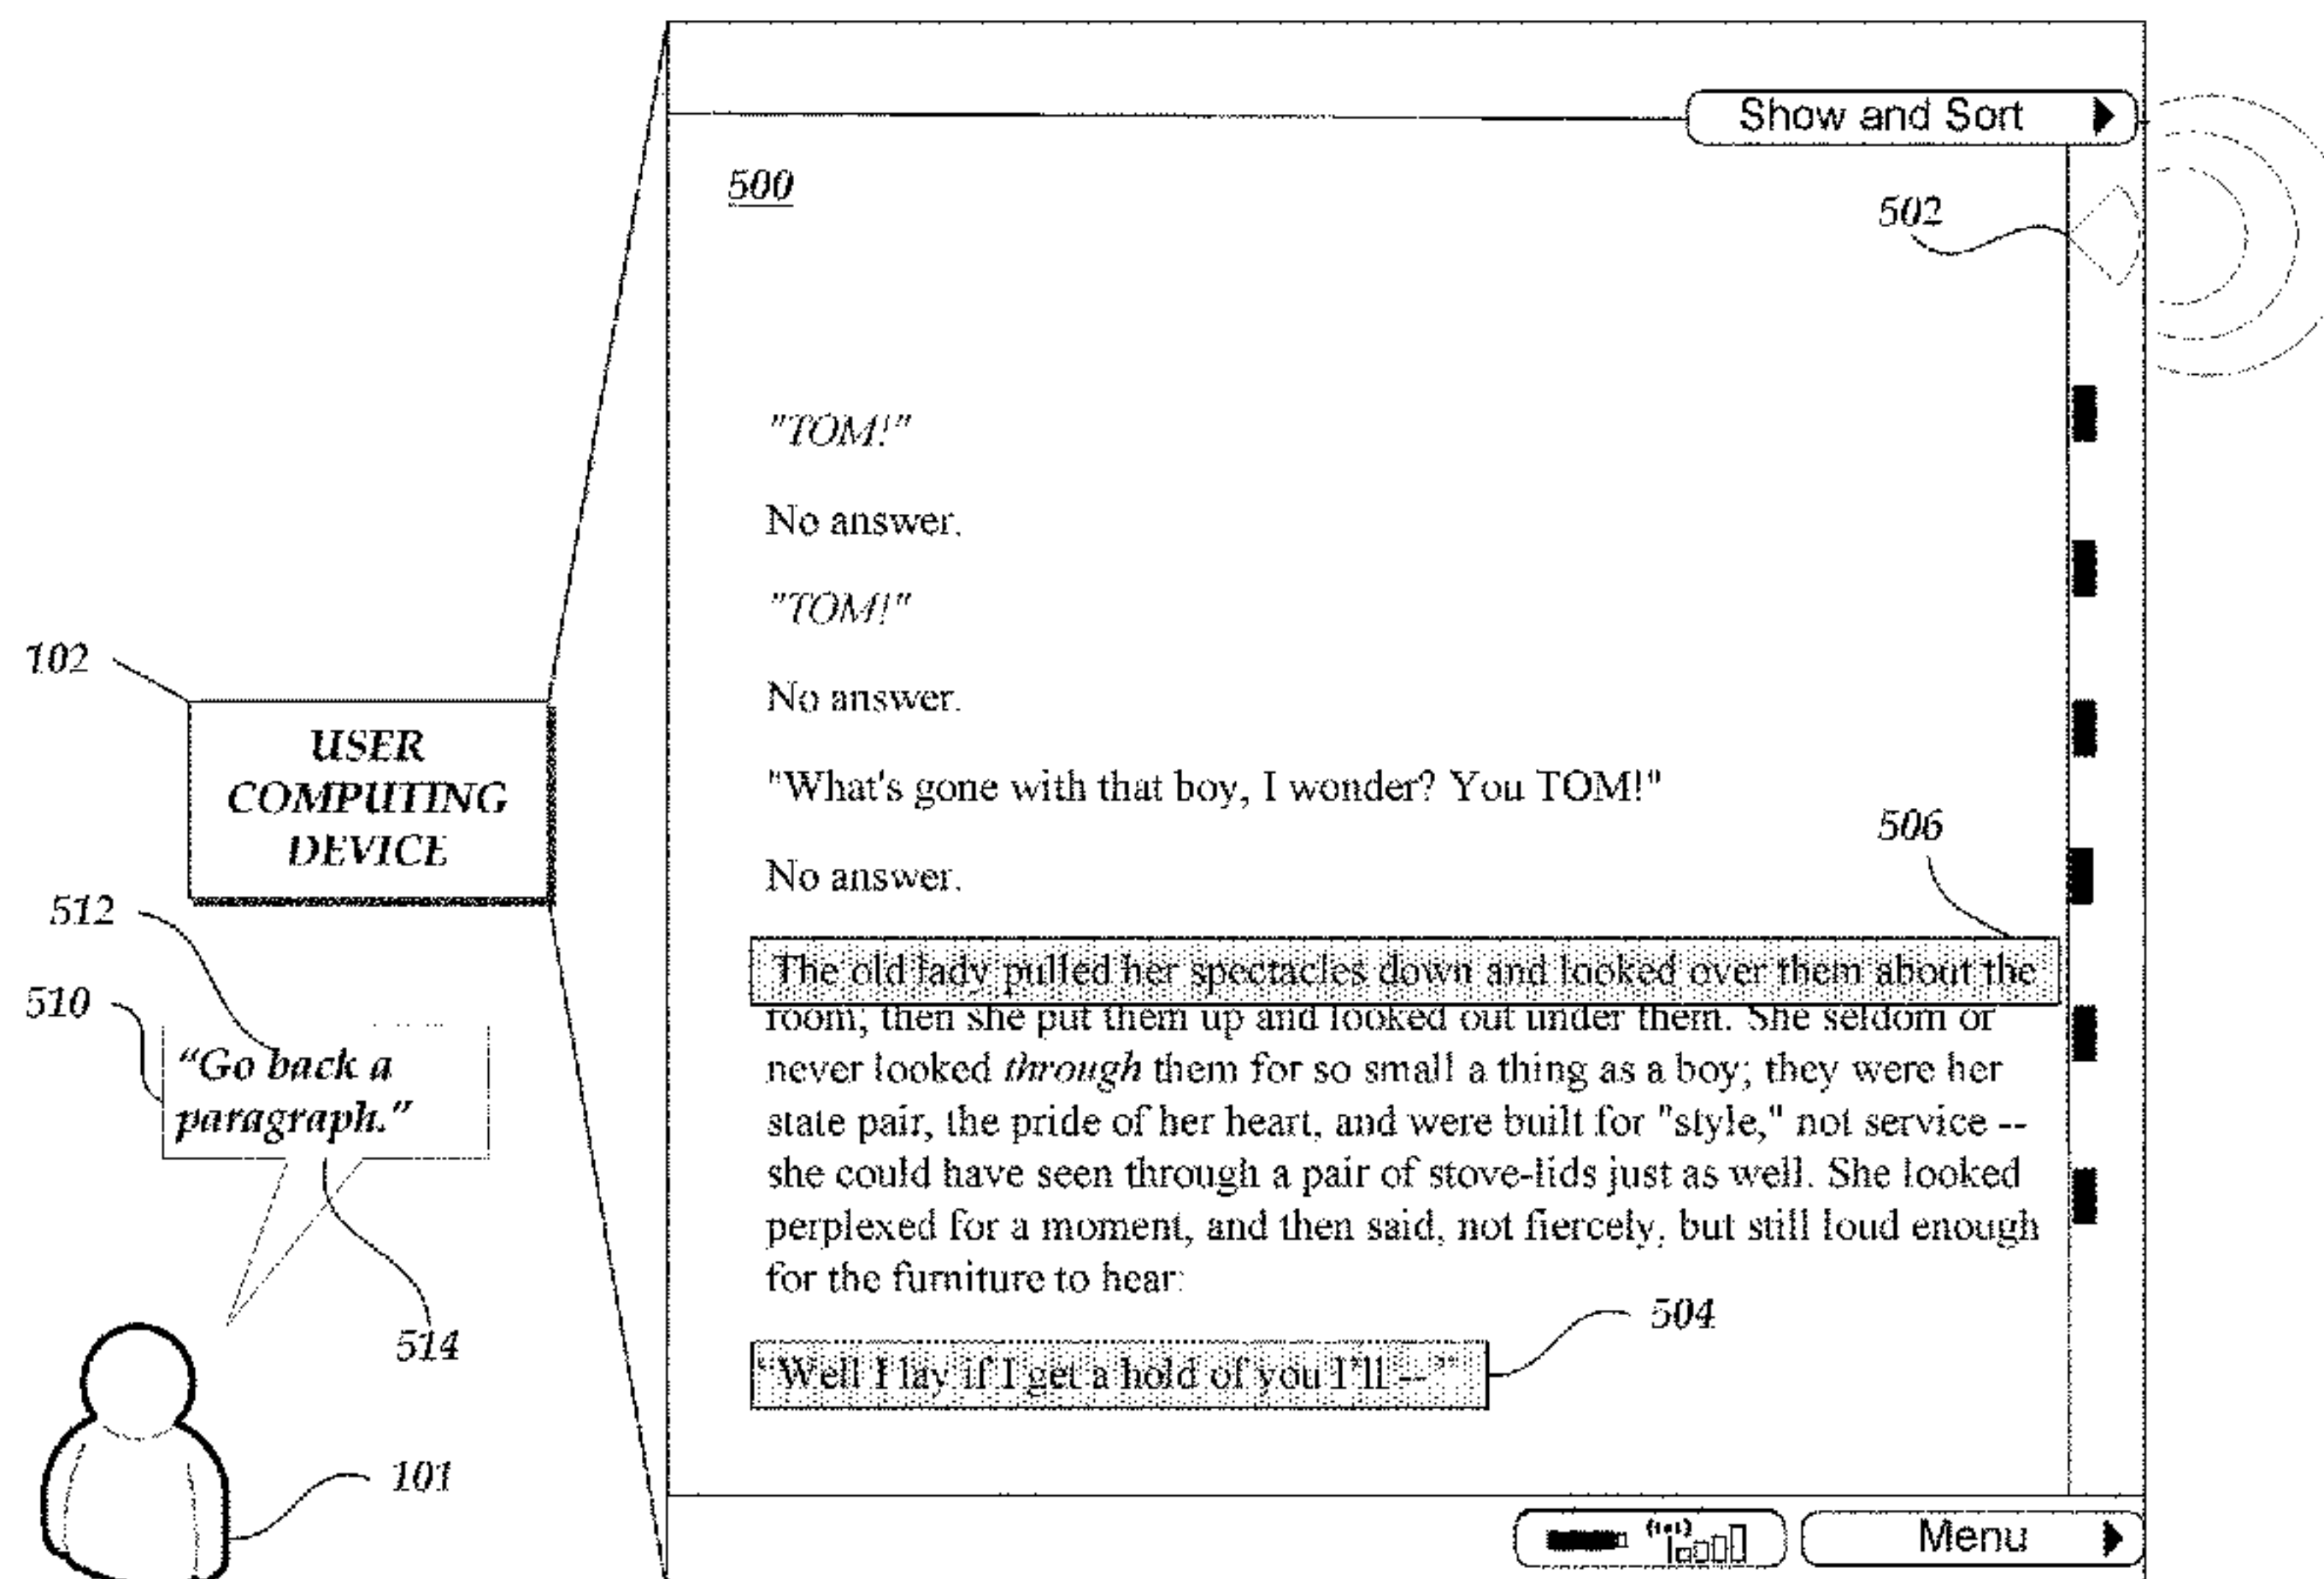 Show and Sort
500
502
"TOM!"
No answer.
"TOM!"
102
No answer.
USER
COMPUTING
DEVICE
"What's gone with that boy, I wonder? You TOM!"
506
No answer.
512
The old lady pulled her spectacles down and looked over them about the
510
room; then she put them up and looked out under them. She seldom or
"Go back a
paragraph."
never looked through them for so small a thing as a boy; they were her
state pair, the pride of her heart, and were built for "style," not service --
she could have seen through a pair of stove-lids just as well. She looked
perplexed for a moment, and then said, not fiercely, but still loud enough
for the furniture to hear:
504
514
"Well I lay if I get a hold of you I'll -- "
101
Menu